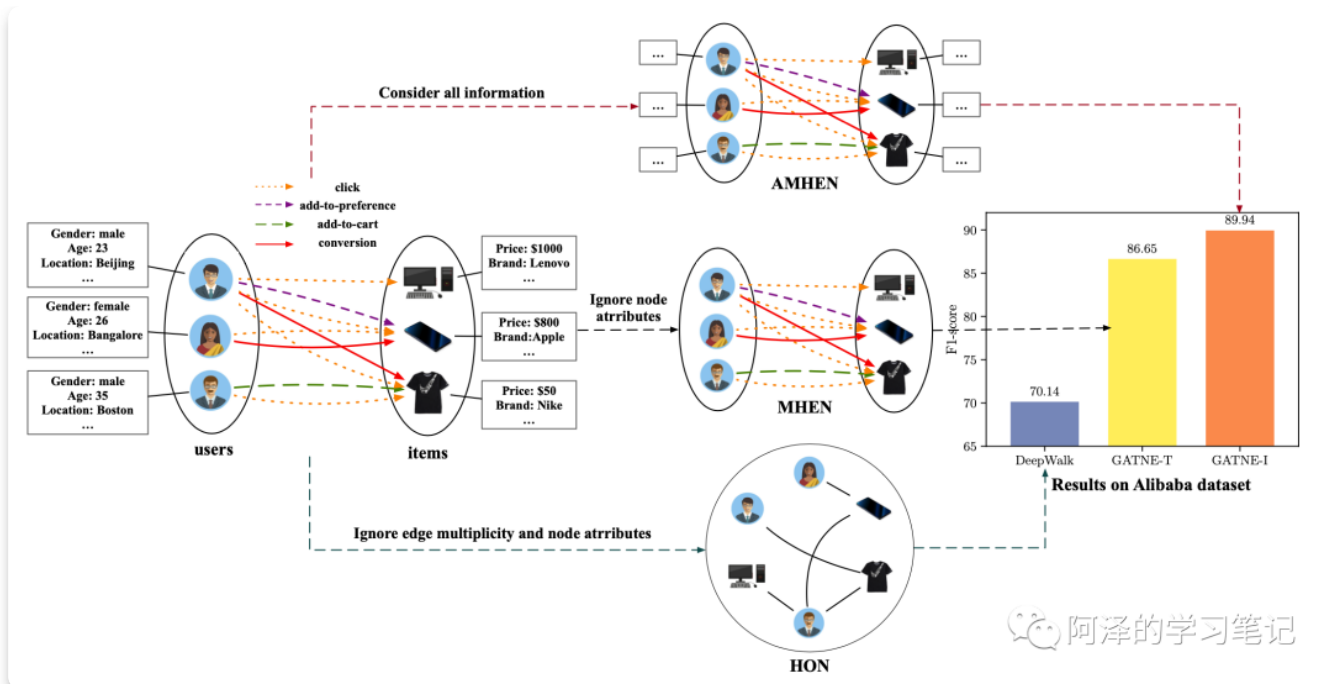 ...
...
...
...
...
...
AMHEN
Consider all information
click
add-to-preference
add-to-cart
conversion
Gender: male
Age: 23
Location: Beijing
...
Gender: female
Age: 26
Location: Bangalore
...
Gender: male
Age: 35
Location: Boston
...
users
items
Price: $1000
Brand: Lenovo
...
Price: $800
Brand:Apple
...
Price: $50
Brand: Nike
...
Ignore node
atrributes
MHEN
F1-score
90
85
80
75
70
65
70.14
86.65
89.94
DeepWalk
GATNE-T
GATNE-I
Results on Alibaba dataset
Ignore edge multiplicity and node atrributes
HON
阿泽的学习笔记